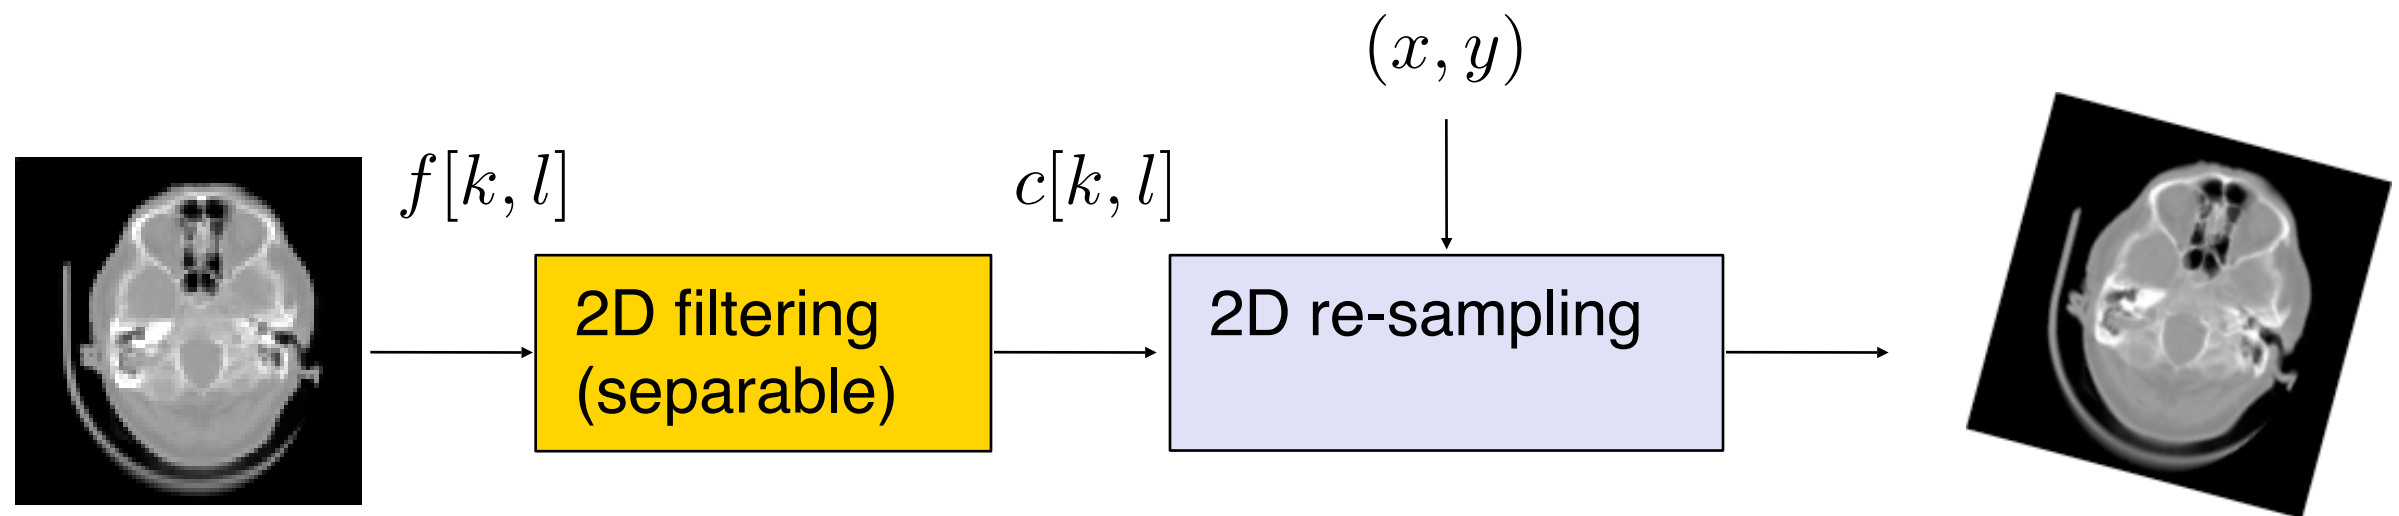 (x, y)
f[k, l]
c[k, l]
2D filtering
(separable)
2D re-sampling